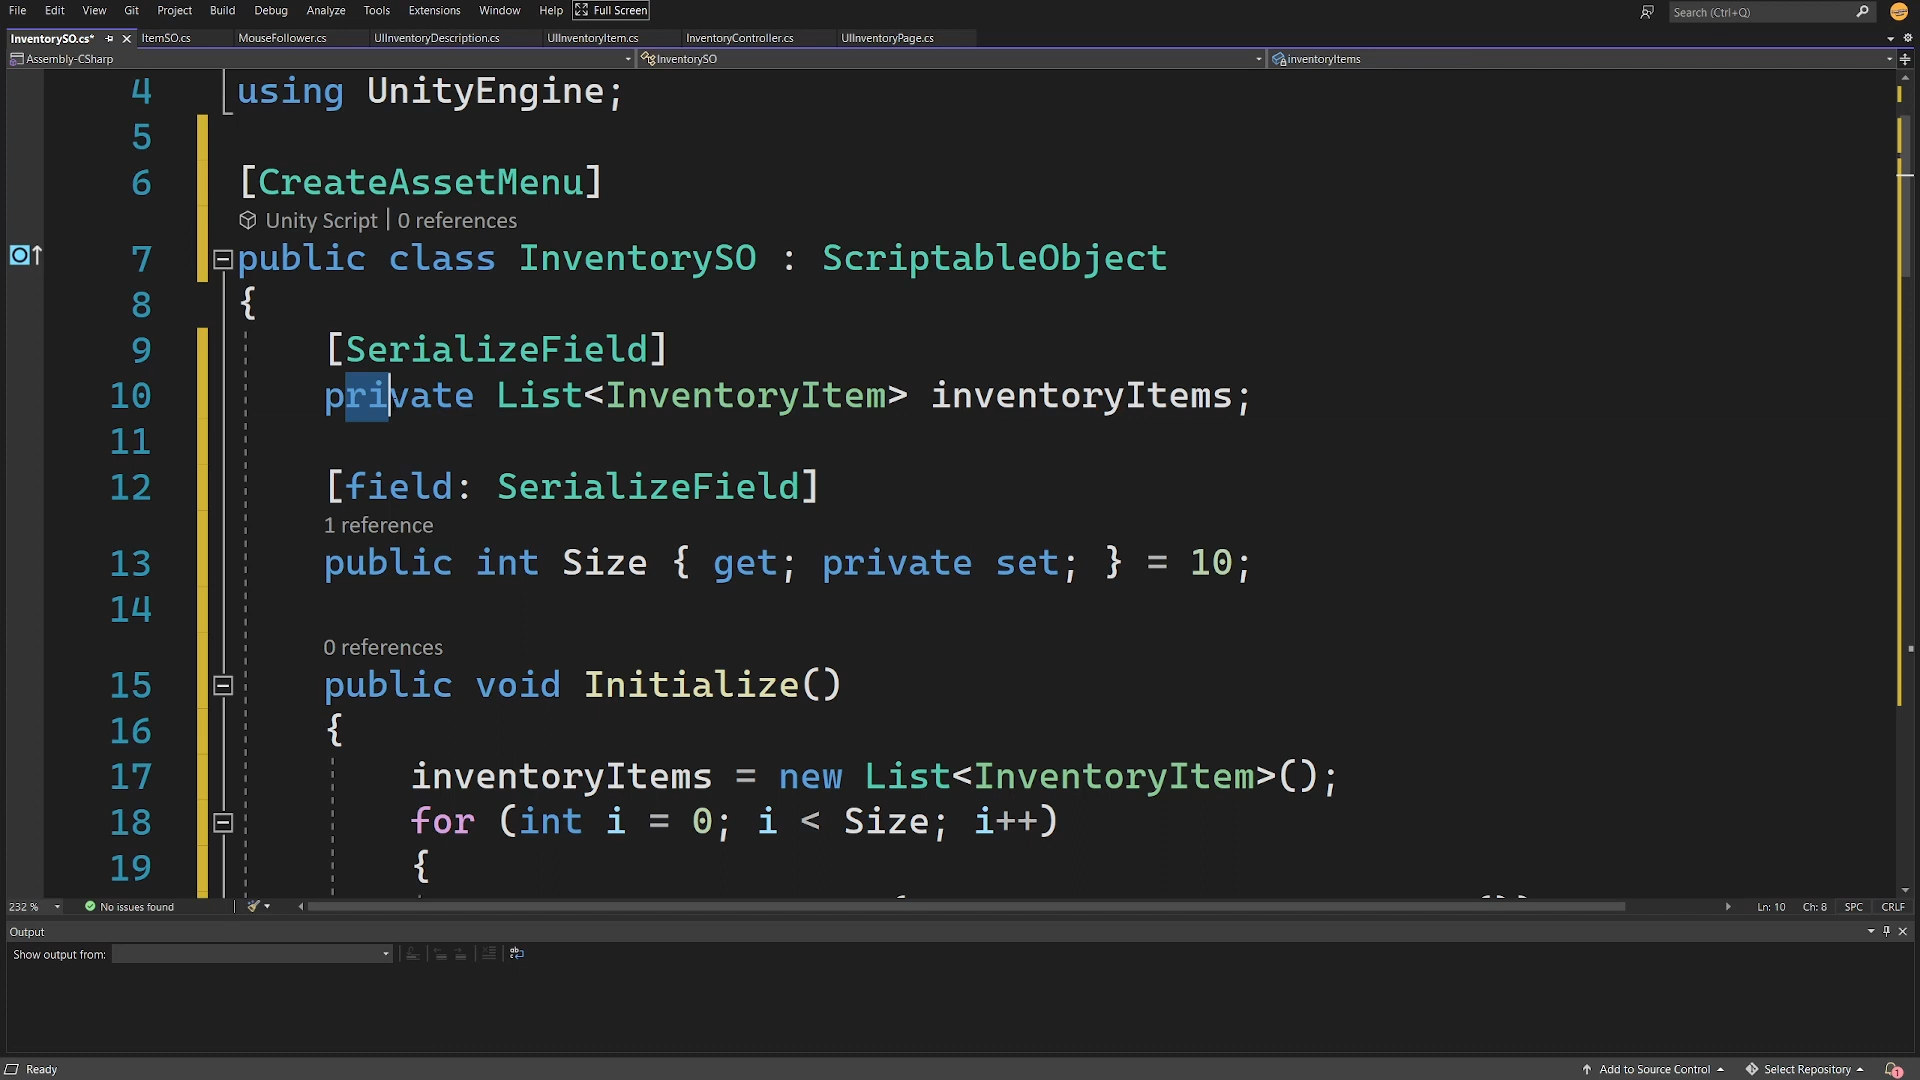 File Edit View Git Project Build Debug Analyze Tools Extensions Window Help Full Screen Search (Ctrl+Q)
InventorySO.cs* ItemSO.cs MouseFollower.cs UIInventoryDescription.cs UIInventoryItem.cs InventoryController.cs UIInventoryPage.cs
Assembly-CSharp InventorySO inventoryItems
4 using UnityEngine;
5
6 [CreateAssetMenu]
Unity Script | 0 references
7 public class InventorySO : ScriptableObject
8 {
9 [SerializeField]
10 private List<InventoryItem> inventoryItems;
11
12 [field: SerializeField]
1 reference
13 public int Size { get; private set; } = 10;
14
0 references
15 public void Initialize()
16 {
17 inventoryItems = new List<InventoryItem>();
18 for (int i = 0; i < Size; i++)
19 {
232 % No issues found Ln: 10 Ch: 8 SPC CRLF
Output
Show output from:
Ready Add to Source Control Select Repository 1